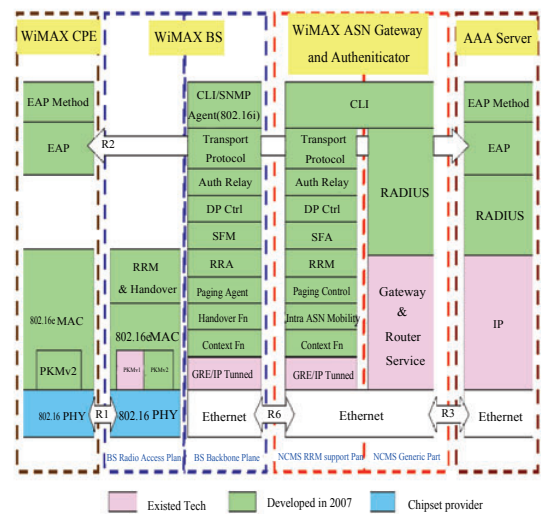 WiMAX CPE
WiMAX BS
WiMAX ASN Gateway
and Autheniticator
AAA Server
EAP Method
EAP
802.16eMAC
PKMv2
802.16 PHY
R2
R1
RRM
& Handover
802.16eMAC
PKMv1
PKMv2
802.16 PHY
BS Radio Access Plan
CLI/SNMP
Agent(802.16i)
Transport
Protocol
Auth Relay
DP Ctrl
SFM
RRA
Paging Agent
Handover Fn
Context Fn
GRE/IP Tunned
Ethernet
BS Backbone Plane
R6
CLI
Transport
Protocol
Auth Relay
DP Ctrl
SFA
RRM
Paging Control
Intra ASN Mobility
Context Fn
GRE/IP Tunned
RADIUS
Gateway
&
Router
Service
Ethernet
NCMS RRM support Part
NCMS Generic Part
R3
EAP Method
EAP
RADIUS
IP
Ethernet
Existed Tech
Developed in 2007
Chipset provider